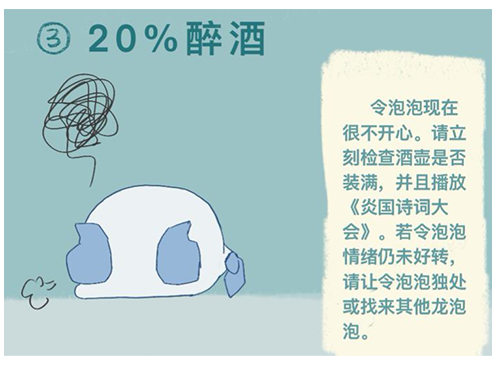 ③ 20%醉酒
令泡泡现在
很不开心。请立
刻检查酒壶是否
装满，并且播放
《炎国诗词大
会》。若令泡泡
情绪仍未好转，
请让令泡泡独处
或找来其他龙泡
泡。